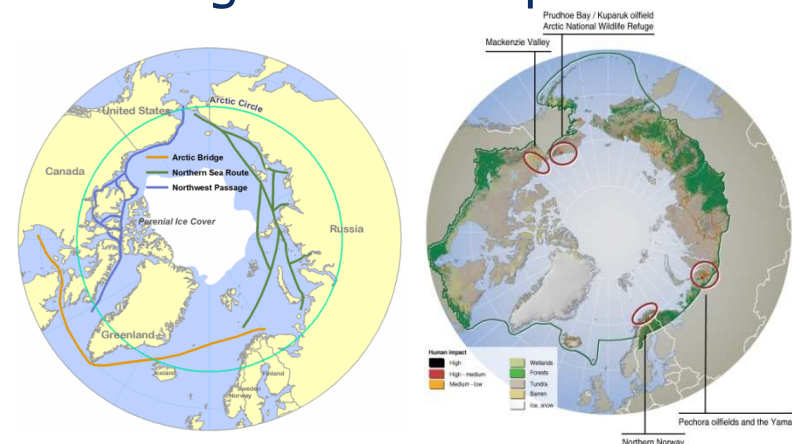 United States
Arctic Circle
Canada
Arctic Bridge
Northern Sea Route
Northwest Passage
Perenial Ice Cover
Russia
Greenland
Iceland
Finland
Sweden
Norway
Prudhoe Bay / Kuparuk oilfield
Arctic National Wildlife Refuge
Mackenzie Valley
Human Impact
High
High - medium
Medium - low
Wetlands
Forests
Tundra
Barren
Ice, snow
Pechora oilfields and the Yama
Northern Norway